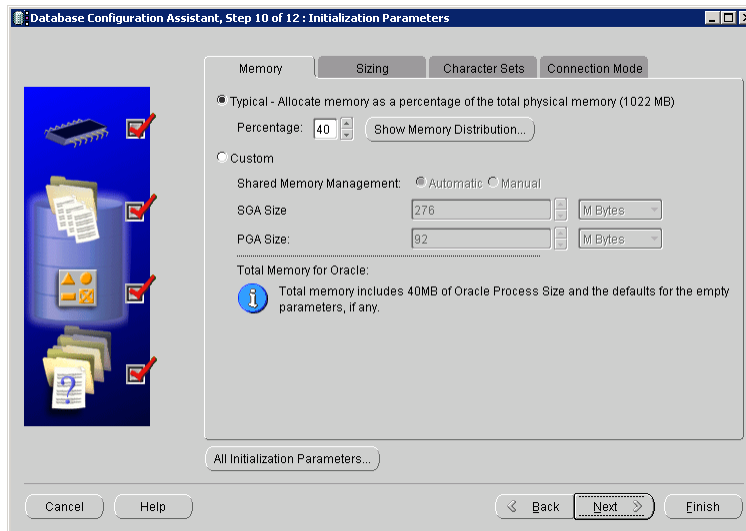 Database Configuration Assistant, Step 10 of 12 : Initialization Parameters
Memory Sizing Character Sets Connection Mode
Typical - Allocate memory as a percentage of the total physical memory (1022 MB)
Percentage: 40 Show Memory Distribution...
Custom
Shared Memory Management: Automatic Manual
SGA Size 276 M Bytes
PGA Size: 92 M Bytes
Total Memory for Oracle:
Total memory includes 40MB of Oracle Process Size and the defaults for the empty
parameters, if any.
?
All Initialization Parameters...
Cancel Help Back Next Finish